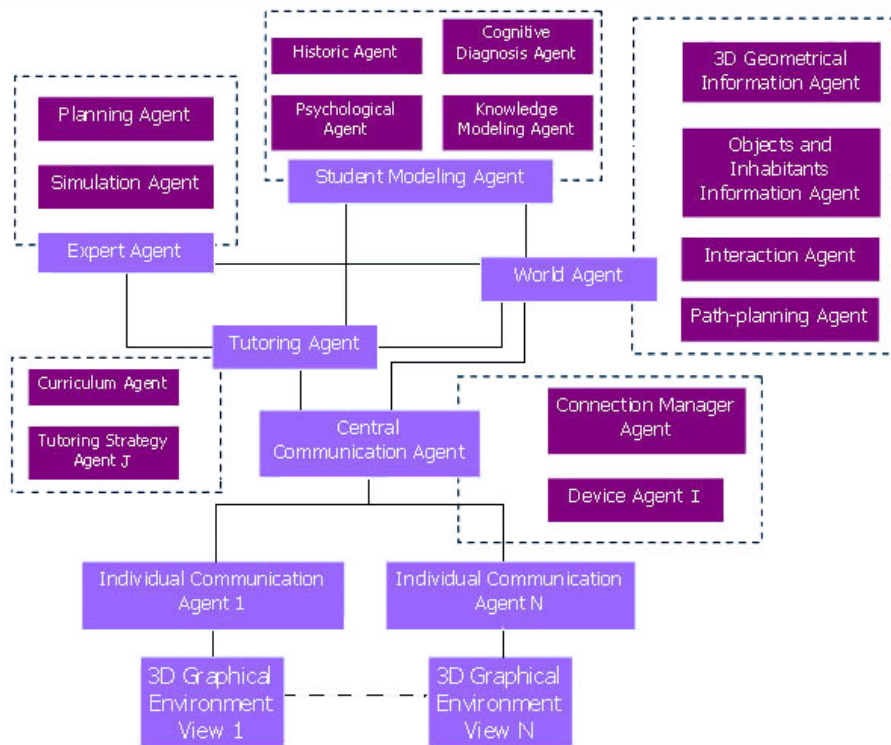 Historic Agent
Cognitive
Diagnosis Agent
Psychological
Agent
Knowledge
Modeling Agent
Student Modeling Agent
Planning Agent
Simulation Agent
Expert Agent
3D Geometrical
Information Agent
Objects and
Inhabitants
Information Agent
Interaction Agent
Path-planning Agent
World Agent
Tutoring Agent
Curriculum Agent
Tutoring Strategy
Agent J
Central
Communication Agent
Connection Manager
Agent
Device Agent I
Individual Communication
Agent 1
Individual Communication
Agent N
3D Graphical
Environment
View 1
3D Graphical
Environment
View N